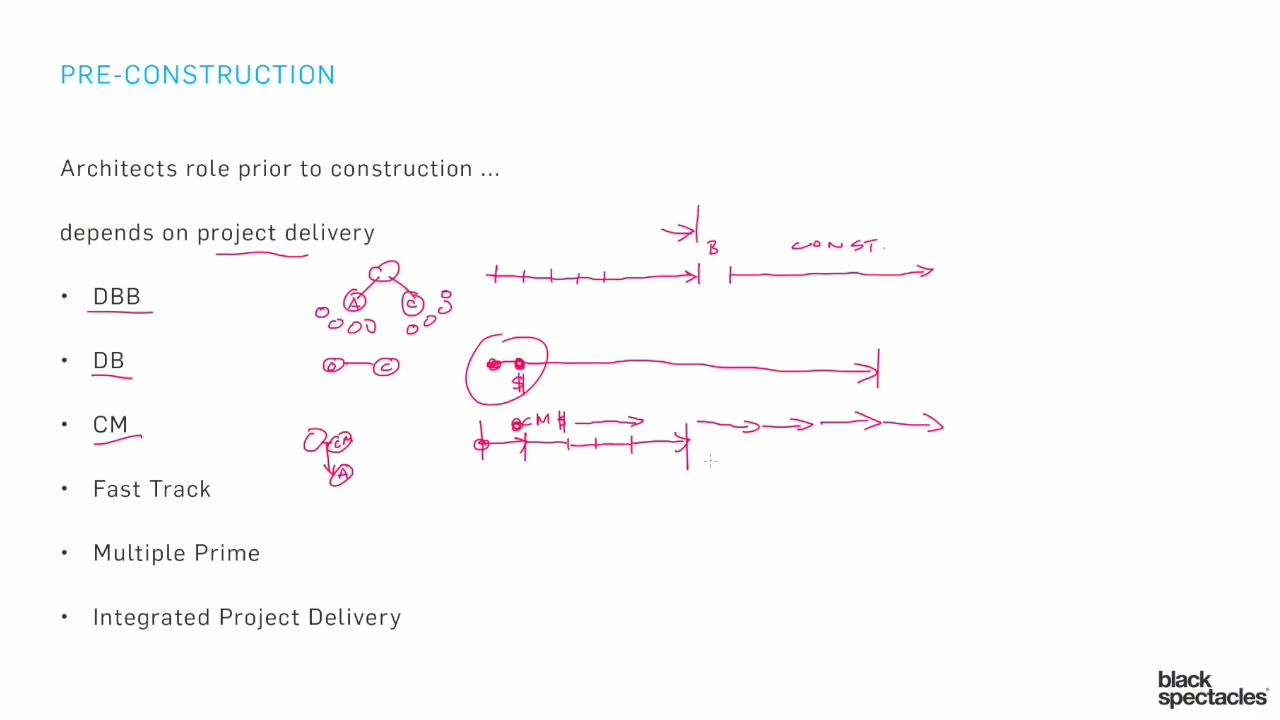 PRE-CONSTRUCTION
Architects role prior to construction ...
depends on project delivery
B
CONST.
• DBB
A C
• DB
O C
$
• CM
CM $
CM
A
• Fast Track
• Multiple Prime
• Integrated Project Delivery
black
spectacles